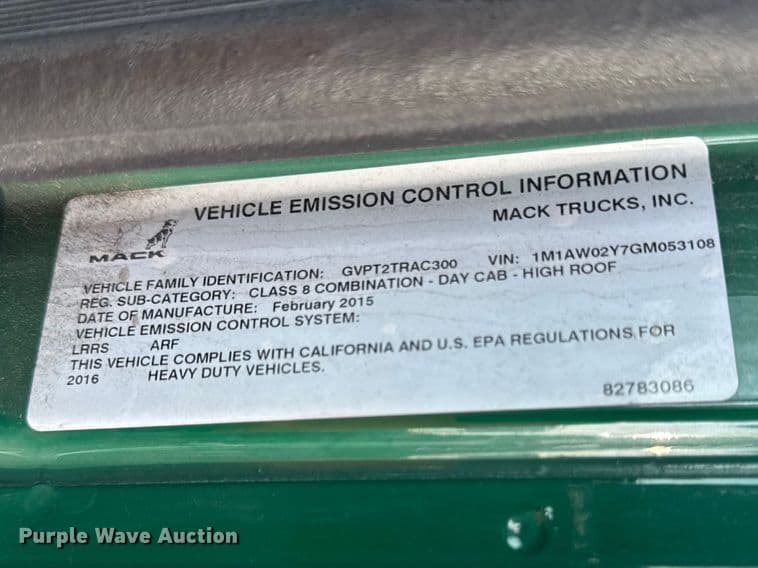 VEHICLE EMISSION CONTROL INFORMATION
MACK TRUCKS, INC.
MACK
VEHICLE FAMILY IDENTIFICATION: GVPT2TRAC300 VIN: 1M1AW02Y7GM053108
REG. SUB-CATEGORY: CLASS 8 COMBINATION - DAY CAB - HIGH ROOF
DATE OF MANUFACTURE: February 2015
VEHICLE EMISSION CONTROL SYSTEM:
LRRS ARF
THIS VEHICLE COMPLIES WITH CALIFORNIA AND U.S. EPA REGULATIONS FOR
2016 HEAVY DUTY VEHICLES.
82783086
Purple Wave Auction